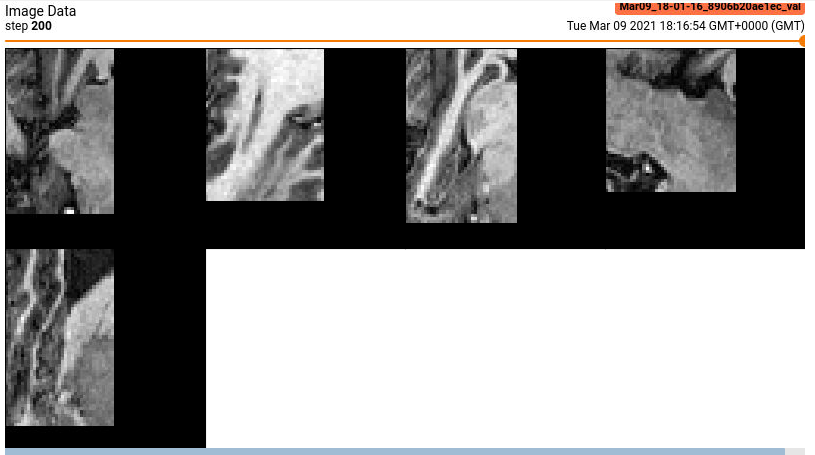 Image Data
Mar09_18-01-16_8906b20ae1ec_val
step 200
Tue Mar 09 2021 18:16:54 GMT+0000 (GMT)